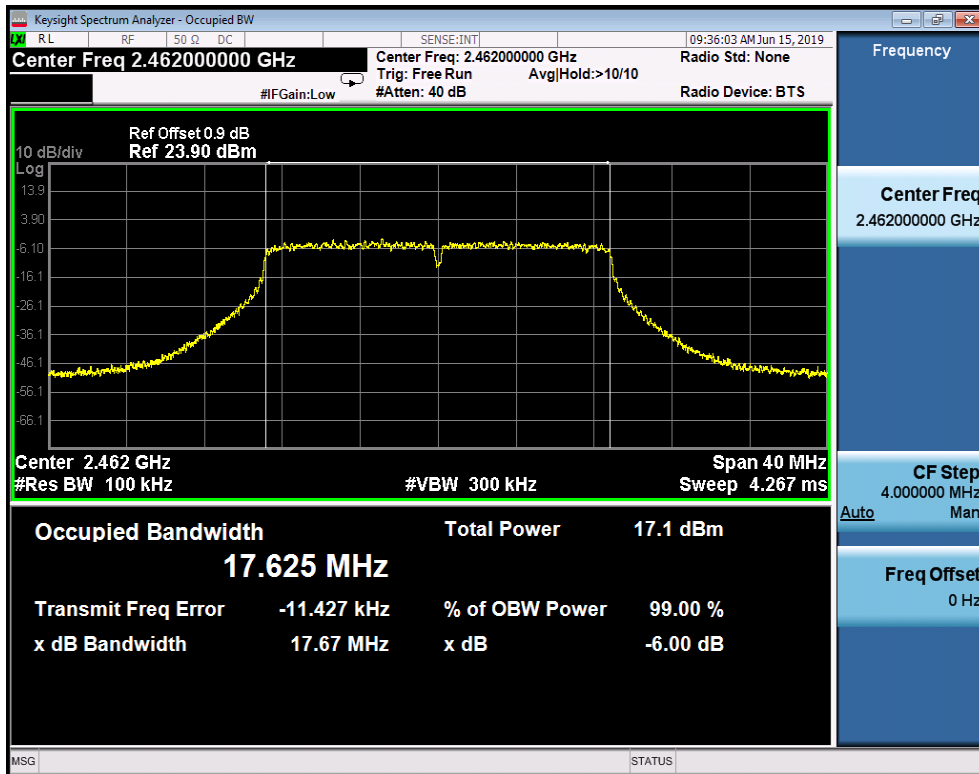 Keysight Spectrum Analyzer - Occupied BW
LXI RL RF 50 Ω DC SENSE:INT 09:36:03 AM Jun 15, 2019
Center Freq 2.462000000 GHz
Center Freq: 2.462000000 GHz Radio Std: None
Trig: Free Run Avg|Hold:>10/10
#IFGain:Low #Atten: 40 dB Radio Device: BTS
Frequency
Ref Offset 0.9 dB
10 dB/div Ref 23.90 dBm
Log
13.9
3.90
-6.10
-16.1
-26.1
-36.1
-46.1
-56.1
-66.1
Center 2.462 GHz Span 40 MHz
#Res BW 100 kHz #VBW 300 kHz Sweep 4.267 ms
Occupied Bandwidth Total Power 17.1 dBm
17.625 MHz
Transmit Freq Error -11.427 kHz % of OBW Power 99.00 %
x dB Bandwidth 17.67 MHz x dB -6.00 dB
Center Freq
2.462000000 GHz
CF Step
4.000000 MHz
Auto Man
Freq Offset
0 Hz
MSG STATUS